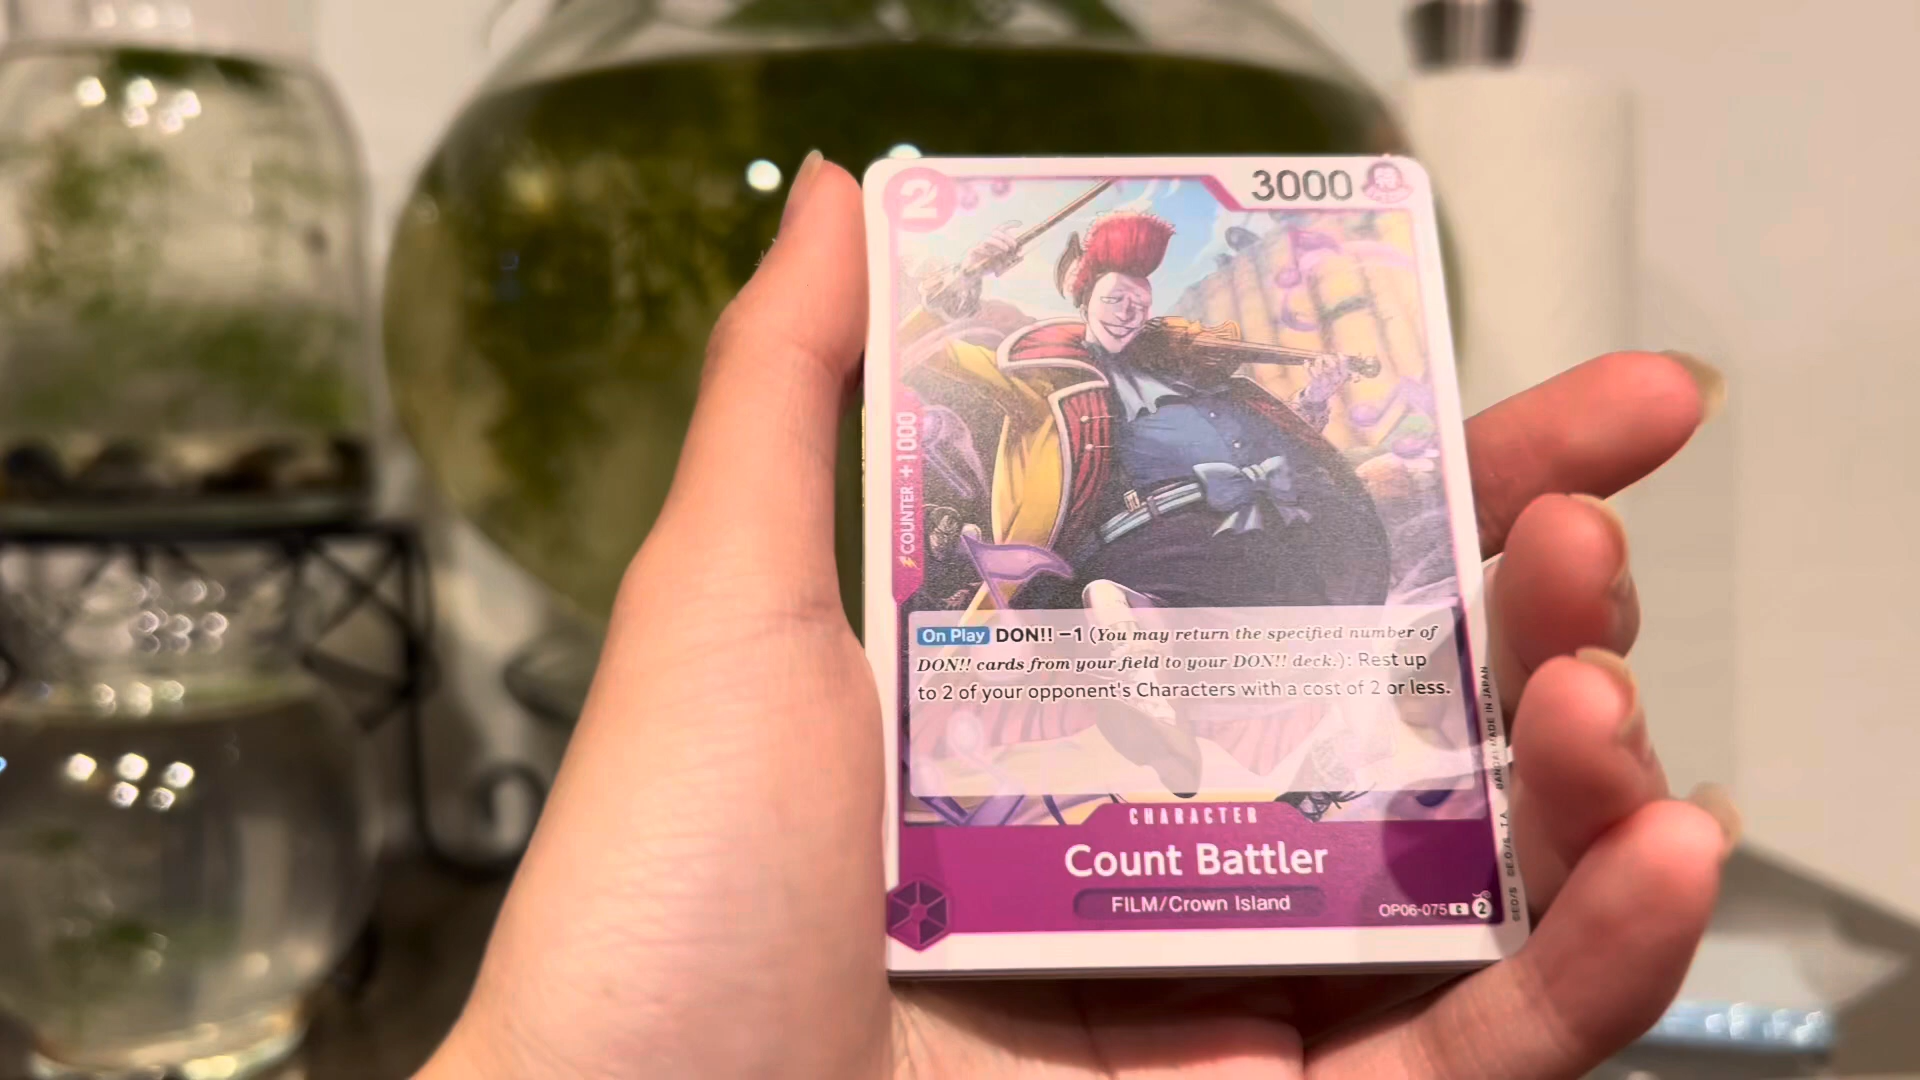 2
3000
特
COUNTER +1000
On Play DON!! −1 (You may return the specified number of
DON!! cards from your field to your DON!! deck.): Rest up
to 2 of your opponent's Characters with a cost of 2 or less.
CHARACTER
Count Battler
FILM/Crown Island
OP06-075 C 2
©E.O/S. ©E.O./S.,T.A. BANDAI MADE IN JAPAN